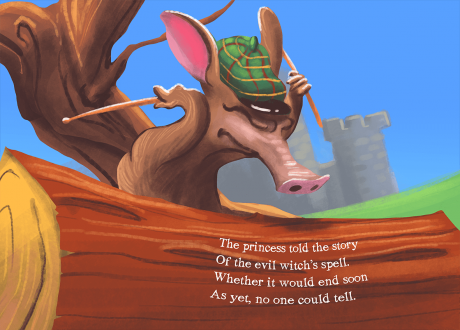 The princess told the story
Of the evil witch's spell.
Whether it would end soon
As yet, no one could tell.